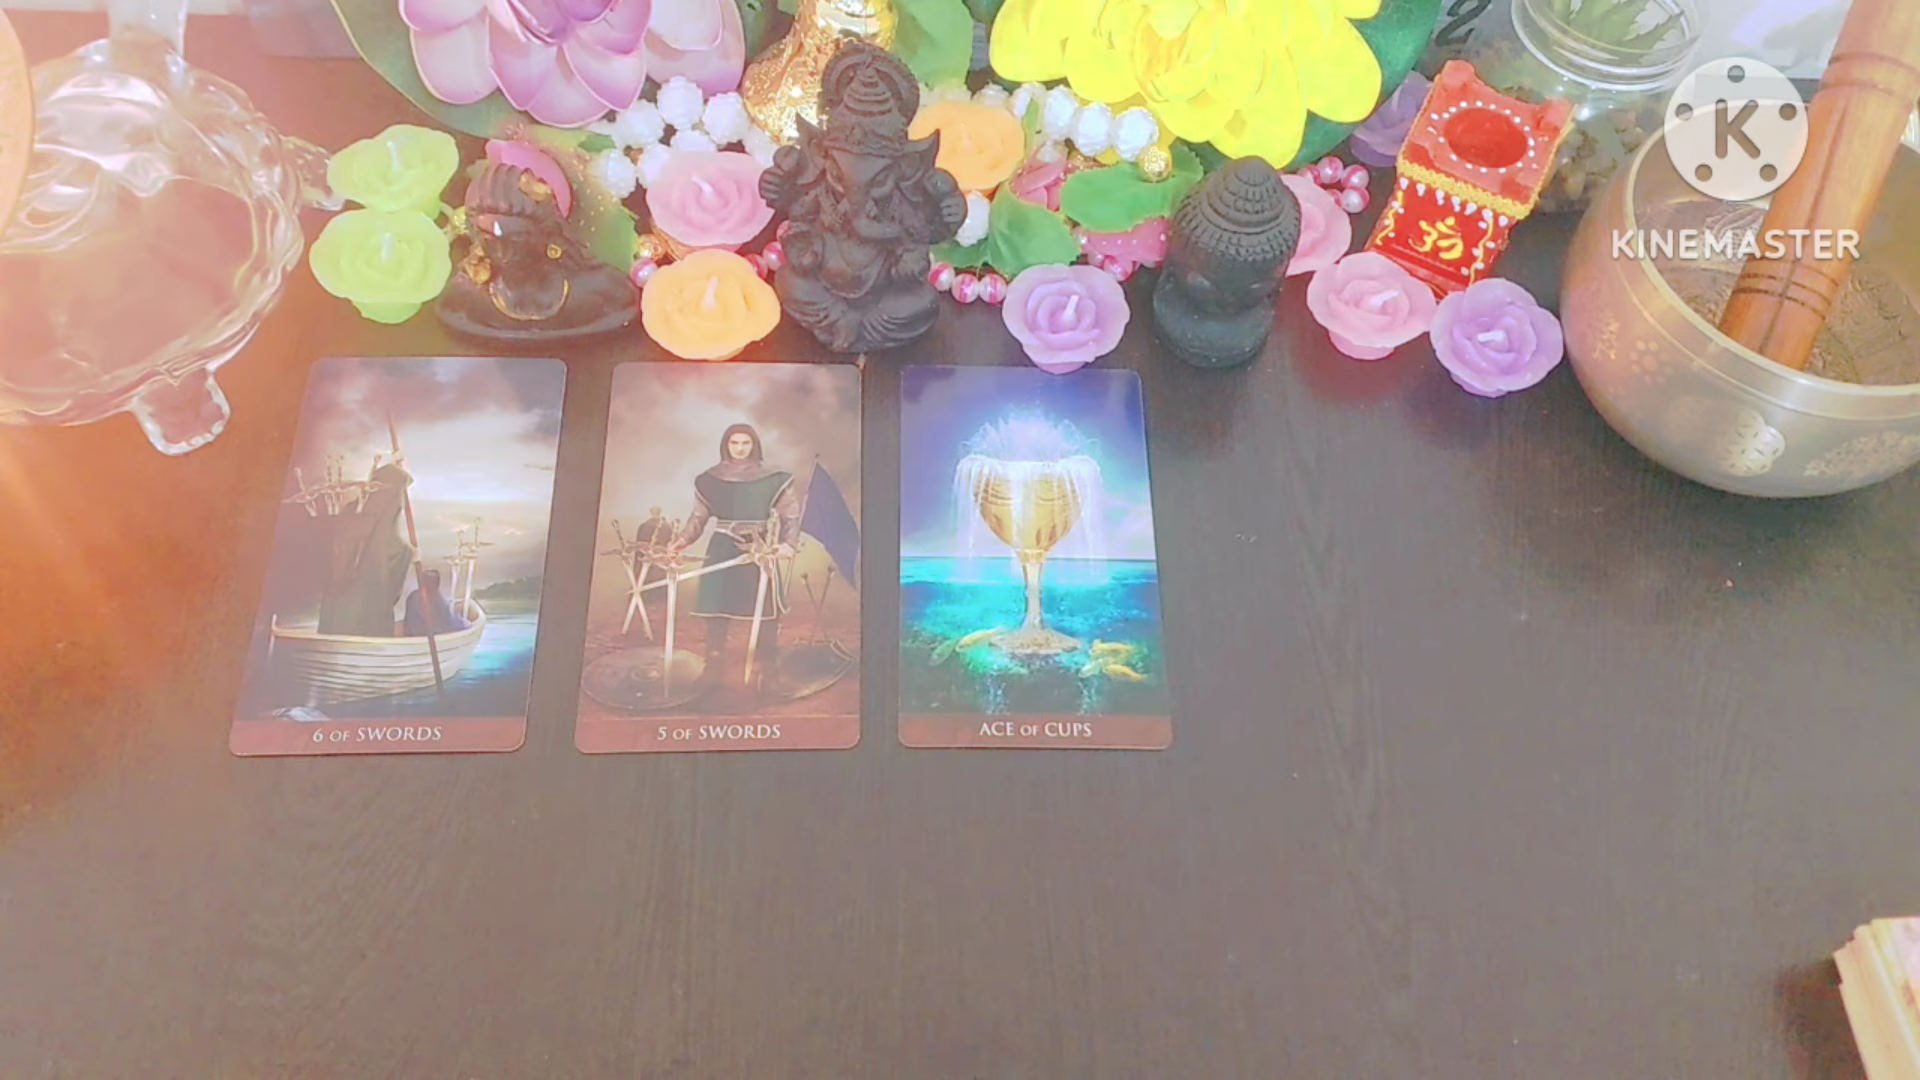 K
KINEMASTER
ॐ
6 OF SWORDS
5 OF SWORDS
ACE OF CUPS